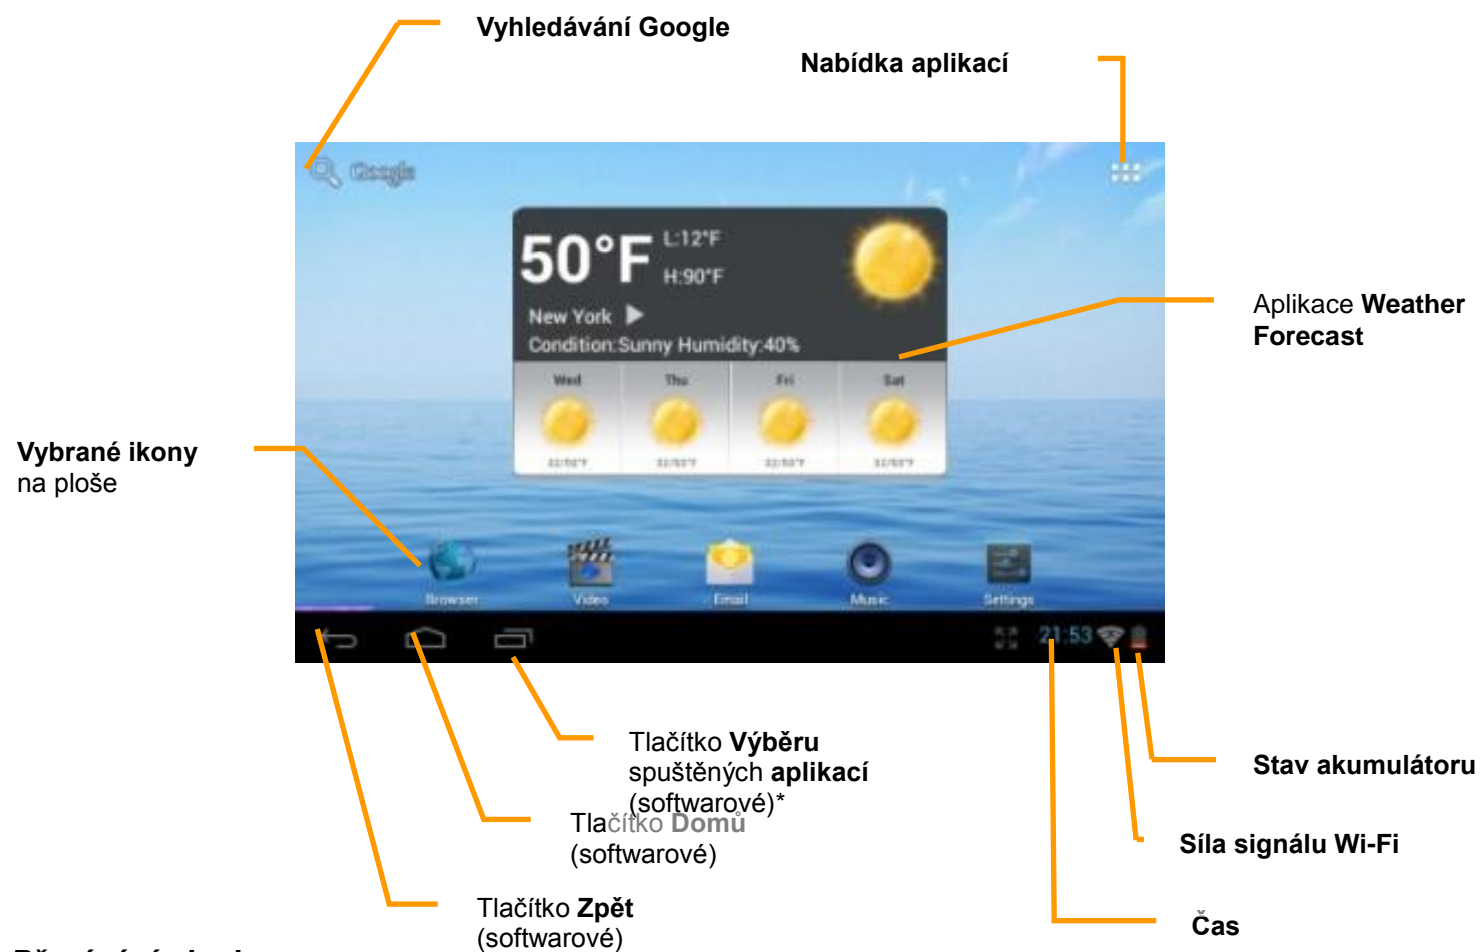 Vyhledávání Google
Nabídka aplikací
Google
50°F
L:12°F
H:90°F
New York
Condition:Sunny Humidity:40%
Aplikace Weather
Forecast
Wed Thu Fri Sat
Vybrané ikony
na ploše
Browser Video Email Music Settings
21:53
Tlačítko Výběru
spuštěných aplikací
(softwarové)*
Stav akumulátoru
Tlačítko Domů
(softwarové)
Síla signálu Wi-Fi
Tlačítko Zpět
(softwarové)
Čas